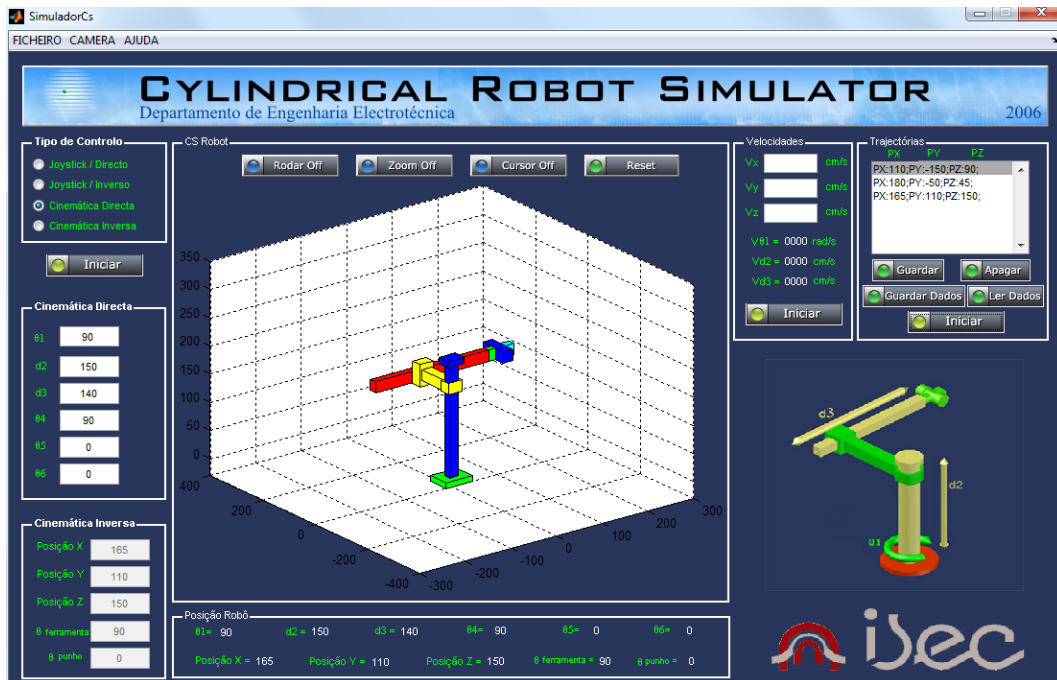 SimuladorCs
FICHEIRO CAMERA AJUDA
CYLINDRICAL ROBOT SIMULATOR
Departamento de Engenharia Electrotécnica
2006
Tipo de Controlo
Joystick / Directo
Joystick / Inverso
Cinemática Directa
Cinemática Inversa
Iniciar
Cinemática Directa
θ1 90
d2 150
d3 140
θ4 90
θ5 0
θ6 0
Cinemática Inversa
Posição X 165
Posição Y 110
Posição Z 150
θ ferramenta 90
θ punho 0
CS Robot
Rodar Off Zoom Off Cursor Off Reset
350
300
250
200
150
100
50
0
400
200
0
-200
-400
-300
-200
-100
0
100
200
300
Posição Robô
θ1= 90 d2 = 150 d3 = 140 θ4= 90 θ5= 0 θ6= 0
Posição X = 165 Posição Y = 110 Posição Z = 150 θ ferramenta = 90 θ punho = 0
Velocidades
Vx cm/s
Vy cm/s
Vz cm/s
Vθ1 = 0000 rad/s
Vd2 = 0000 cm/s
Vd3 = 0000 cm/s
Iniciar
Trajectórias
PX PY PZ
PX:110;PY:-150;PZ:90;
PX:180;PY:-50;PZ:45;
PX:165;PY:110;PZ:150;
Guardar Apagar
Guardar Dados Ler Dados
Iniciar
d3
d2
θ1
isec